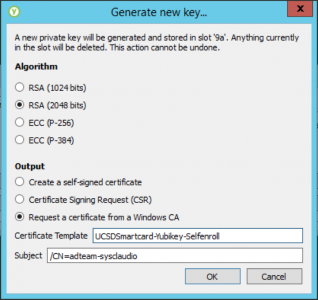 Generate new key...
A new private key will be generated and stored in slot '9a'. Anything currently
in the slot will be deleted. This action cannot be undone.
Algorithm
RSA (1024 bits)
RSA (2048 bits)
ECC (P-256)
ECC (P-384)
Output
Create a self-signed certificate
Certificate Signing Request (CSR)
Request a certificate from a Windows CA
Certificate Template UCSDSmartcard-Yubikey-Selfenroll
Subject /CN=adteam-sysclaudio
OK Cancel